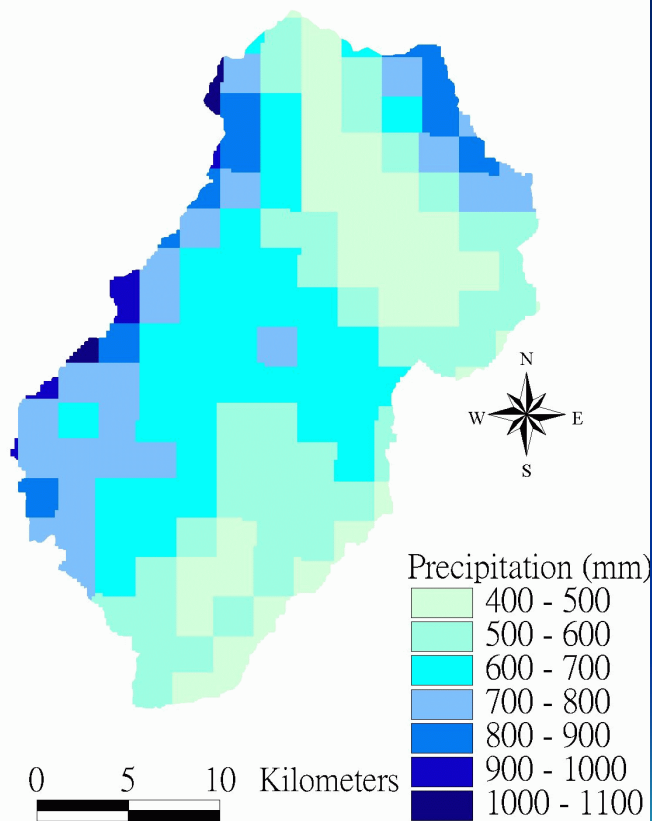 N
W E
S
Precipitation (mm)
400 - 500
500 - 600
600 - 700
700 - 800
800 - 900
900 - 1000
1000 - 1100
0 5 10 Kilometers